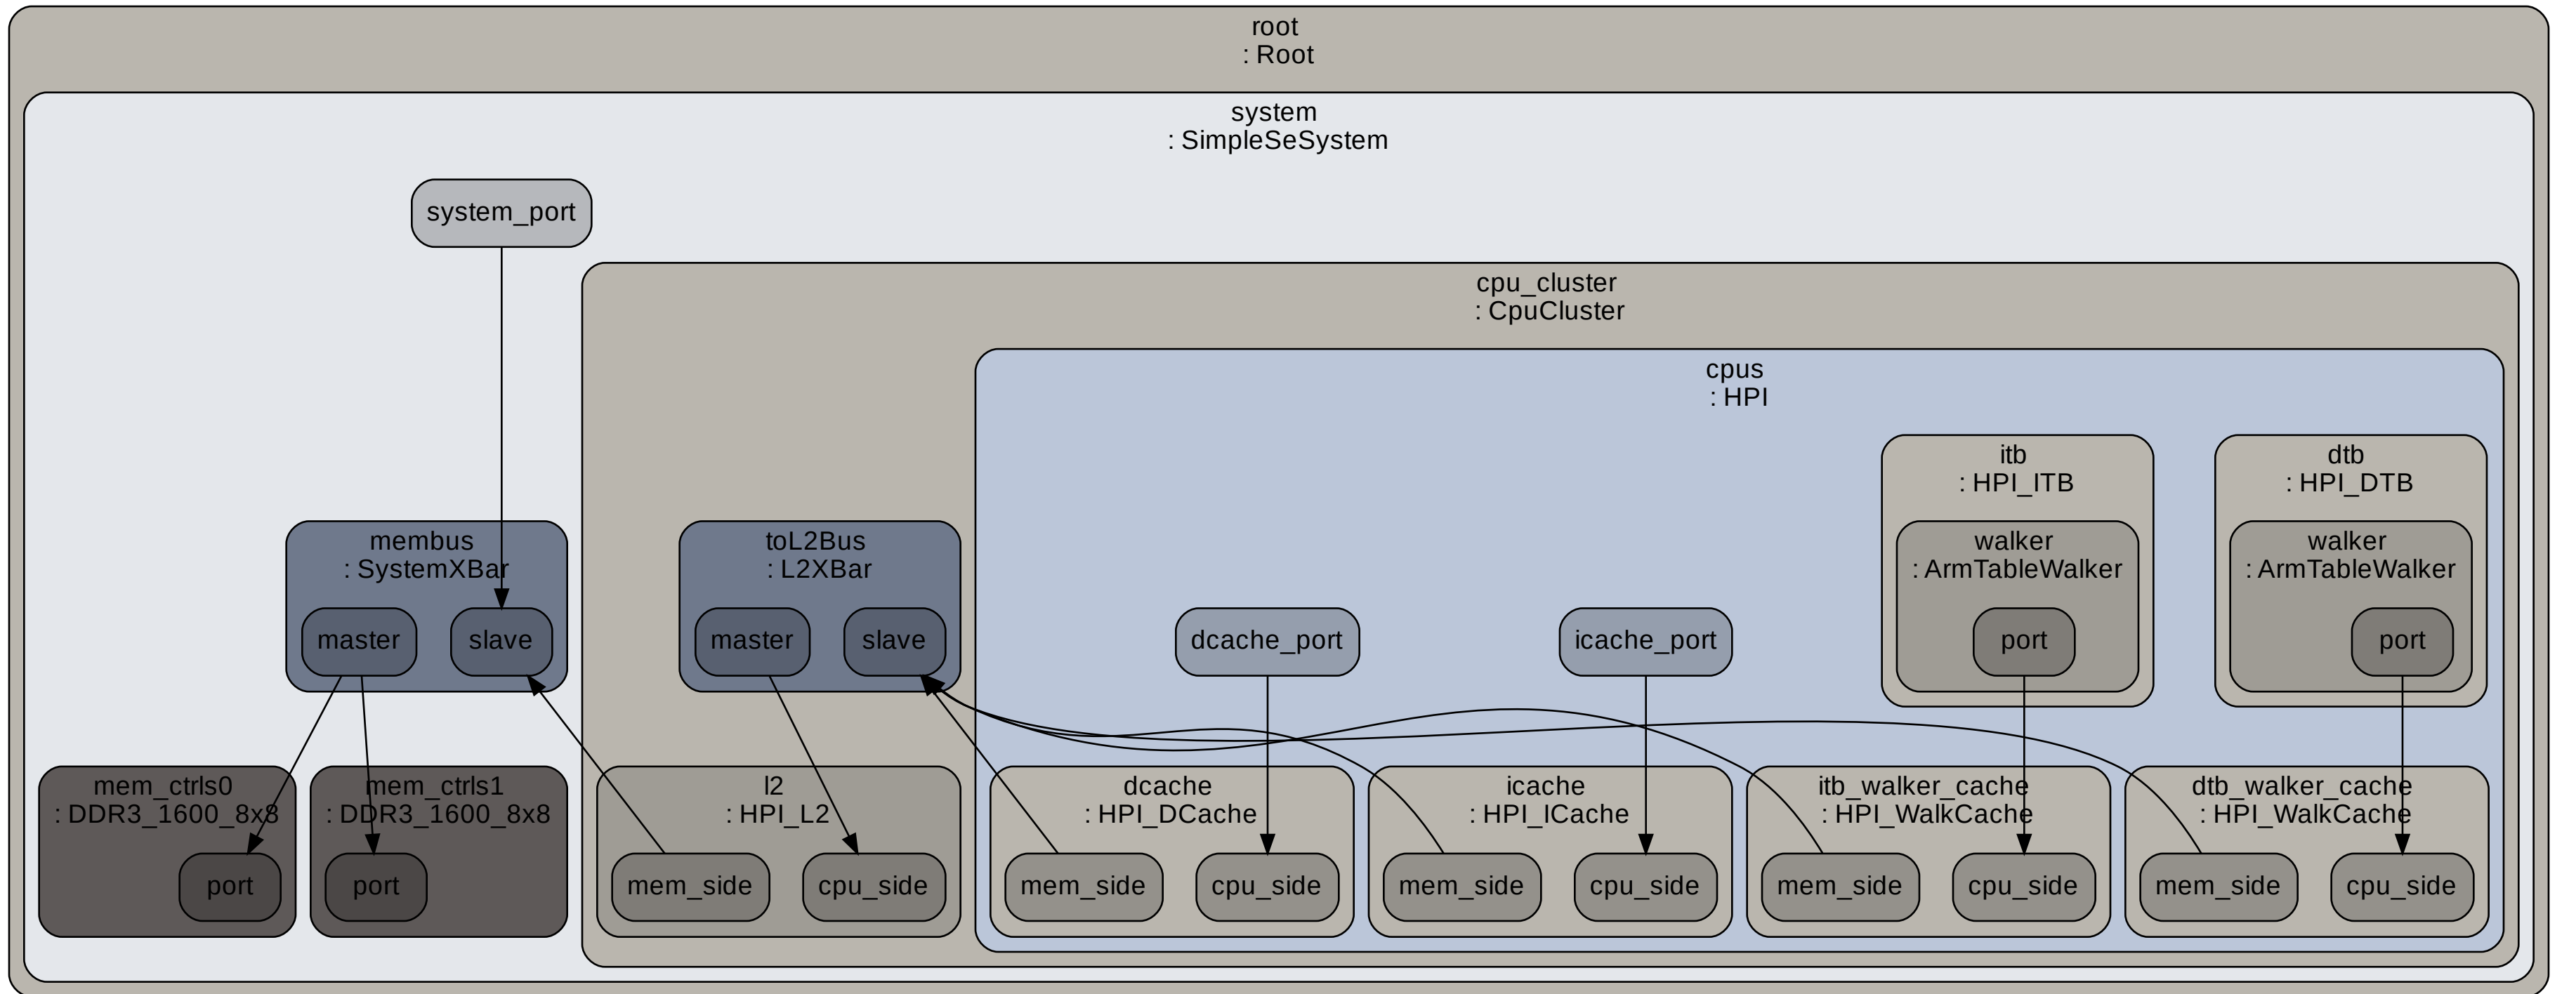 root
: Root
system
: SimpleSeSystem
system_port
cpu_cluster
: CpuCluster
cpus
: HPI
itb
: HPI_ITB
dtb
: HPI_DTB
membus
: SystemXBar
toL2Bus
: L2XBar
walker
: ArmTableWalker
walker
: ArmTableWalker
master
slave
master
slave
dcache_port
icache_port
port
port
mem_ctrls0
: DDR3_1600_8x8
mem_ctrls1
: DDR3_1600_8x8
l2
: HPI_L2
dcache
: HPI_DCache
icache
: HPI_ICache
itb_walker_cache
: HPI_WalkCache
dtb_walker_cache
: HPI_WalkCache
port
port
mem_side
cpu_side
mem_side
cpu_side
mem_side
cpu_side
mem_side
cpu_side
mem_side
cpu_side